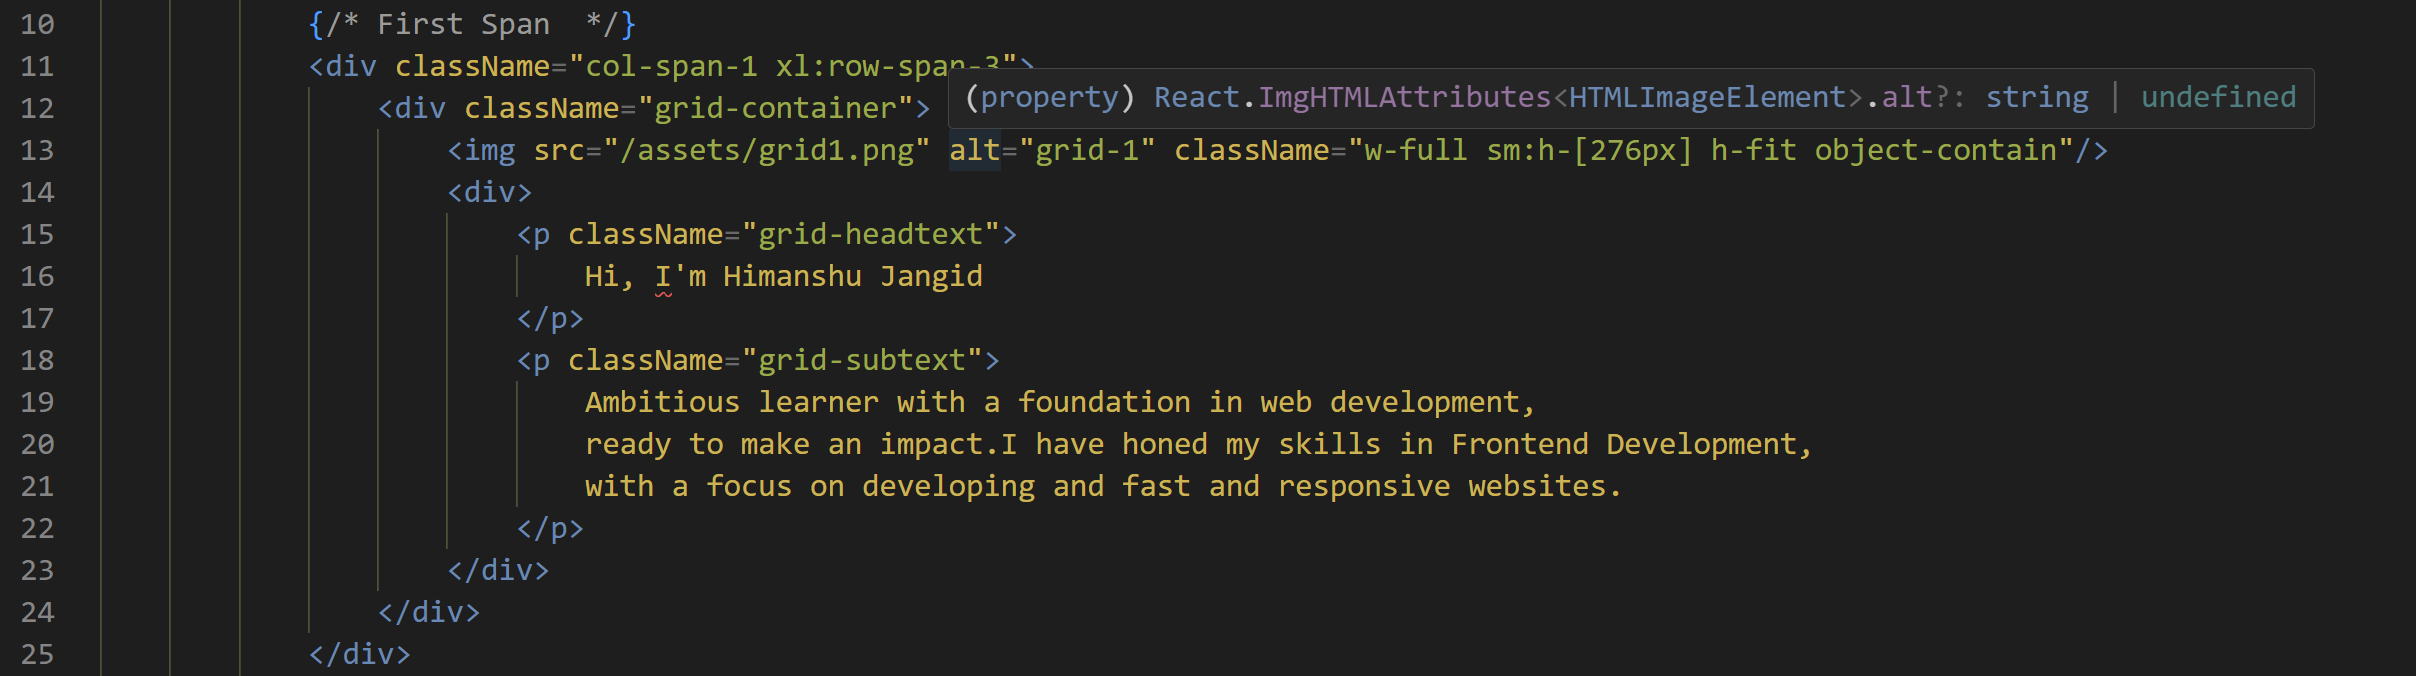 10 {/* First Span  */}
11 <div className="col-span-1 xl:row-span-3">
(property) React.ImgHTMLAttributes<HTMLImageElement>.alt?: string | undefined
12 <div className="grid-container">
13 <img src="/assets/grid1.png" alt="grid-1" className="w-full sm:h-[276px] h-fit object-contain"/>
14 <div>
15 <p className="grid-headtext">
16 Hi, I'm Himanshu Jangid
17 </p>
18 <p className="grid-subtext">
19 Ambitious learner with a foundation in web development,
20 ready to make an impact.I have honed my skills in Frontend Development,
21 with a focus on developing and fast and responsive websites.
22 </p>
23 </div>
24 </div>
25 </div>